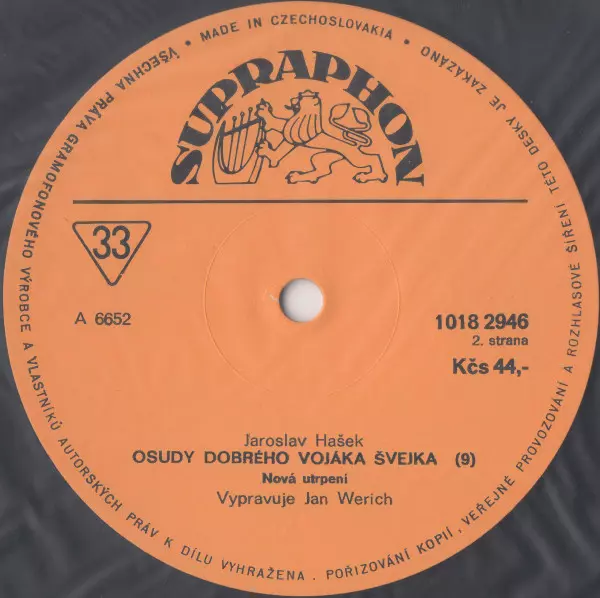 SUPRAPHON
33
A 6652
1018 2946
2. strana
Kčs 44,-
Jaroslav Hašek
OSUDY DOBRÉHO VOJÁKA ŠVEJKA (9)
Nová utrpení
Vypravuje Jan Werich
MADE IN CZECHOSLOVAKIA • VŠECHNA PRÁVA GRAMOFONOVÉHO VÝROBCE A VLASTNÍKŮ AUTORSKÝCH PRÁV K DÍLU VYHRAŽENA . POŘIZOVÁNÍ KOPIÍ , VEŘEJNÉ PROVOZOVÁNÍ A ROZHLASOVÉ ŠÍŘENÍ TÉTO DESKY JE ZAKÁZÁNO •